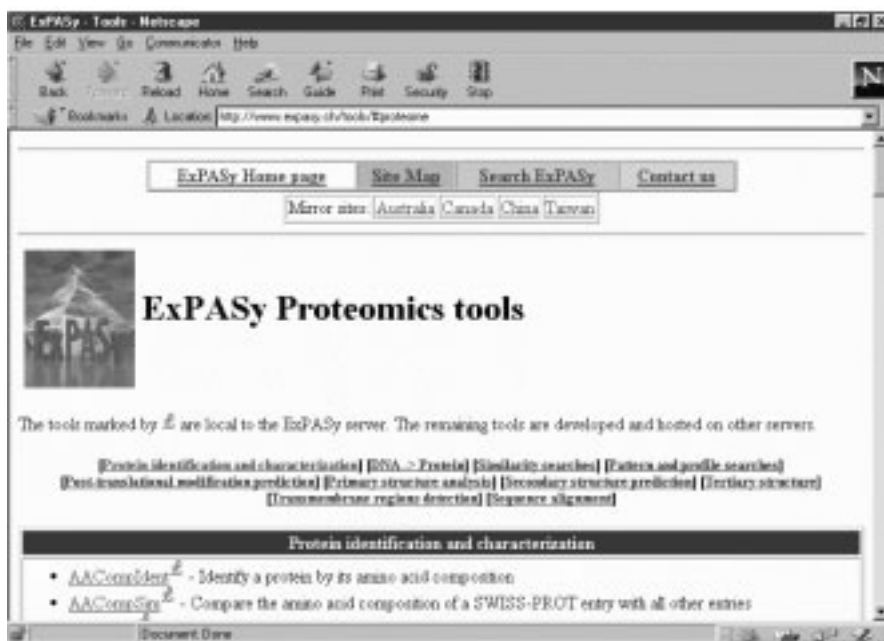 ExPASy - Tools - Netscape
File Edit View Go Communicator Help
Back Reload Home Search Guide Print Security Stop
N
Bookmarks Location: http://www.expasy.ch/tools/#proteome
ExPASy Home page Site Map Search ExPASy Contact us
Mirror sites: Australia Canada China Taiwan
ExPASy
ExPASy Proteomics tools
The tools marked by are local to the ExPASy server. The remaining tools are developed and hosted on other servers.
[Protein identification and characterization] [DNA -> Protein] [Similarity searches] [Pattern and profile searches]
[Post-translational modification prediction] [Primary structure analysis] [Secondary structure prediction] [Tertiary structure]
[Transmembrane regions detection] [Sequence alignment]
Protein identification and characterization
• AACompIdent - Identify a protein by its amino acid composition
• AACompSim - Compare the amino acid composition of a SWISS-PROT entry with all other entries
Document: Done